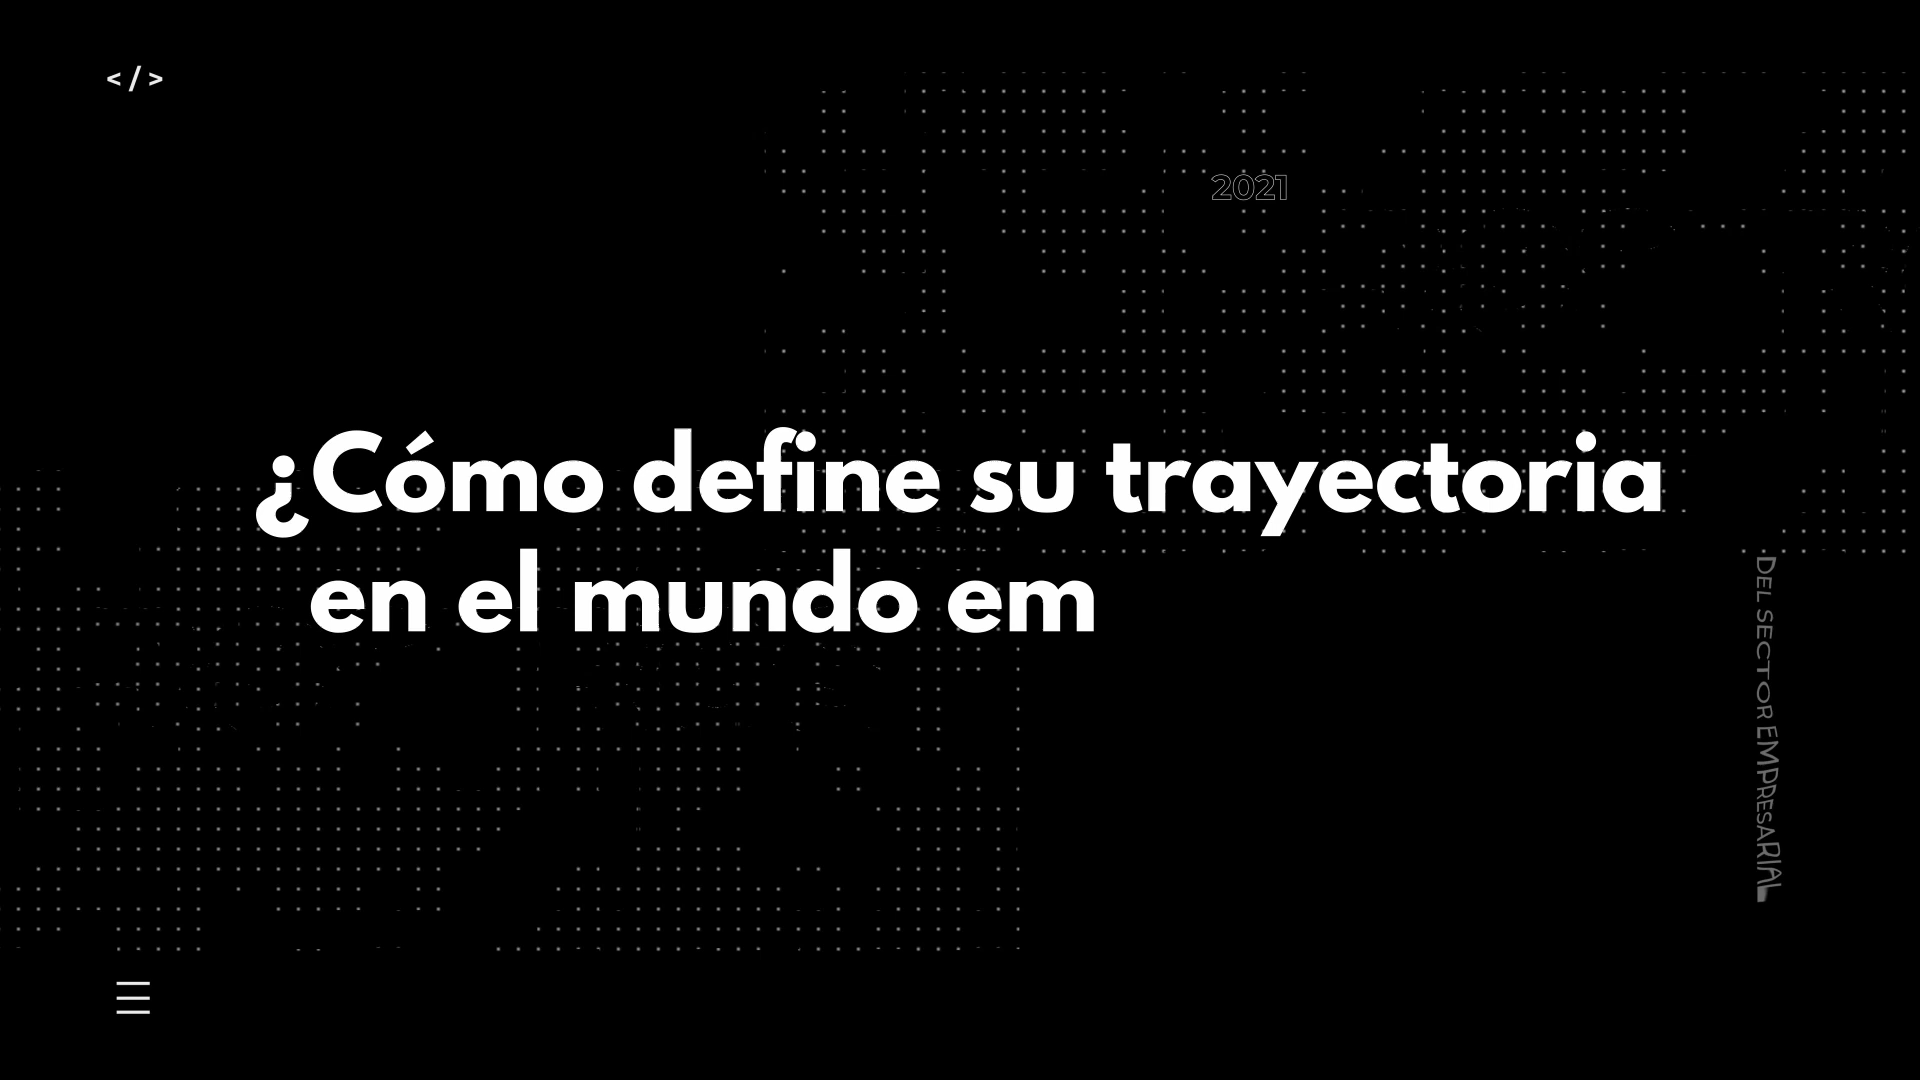 </>
2021
¿Cómo define su trayectoria
en el mundo em
DEL SECTOR EMPRESARIAL